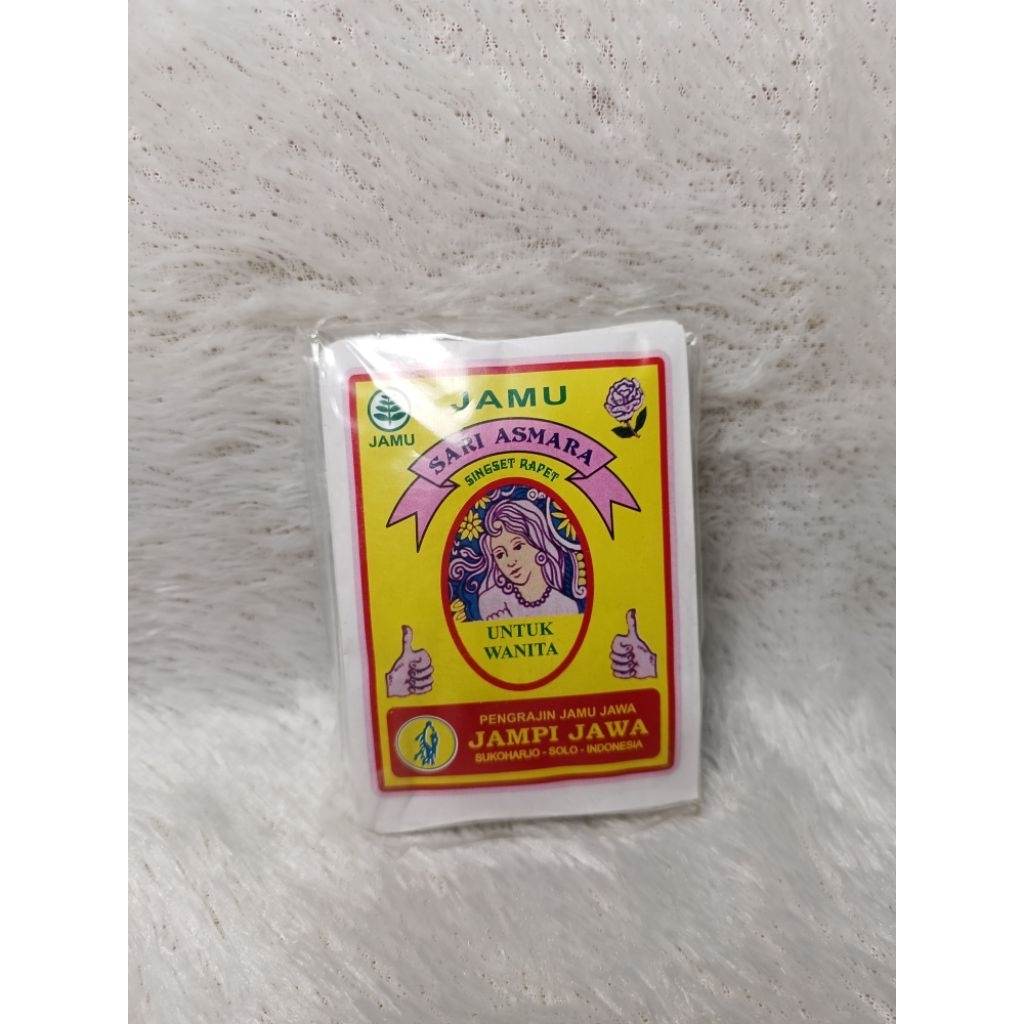 JAMU
JAMU
SARI ASMARA
SINGSET RAPET
UNTUK
WANITA
PENGRAJIN JAMU JAWA
JAMPI JAWA
SUKOHARJO - SOLO - INDONESIA